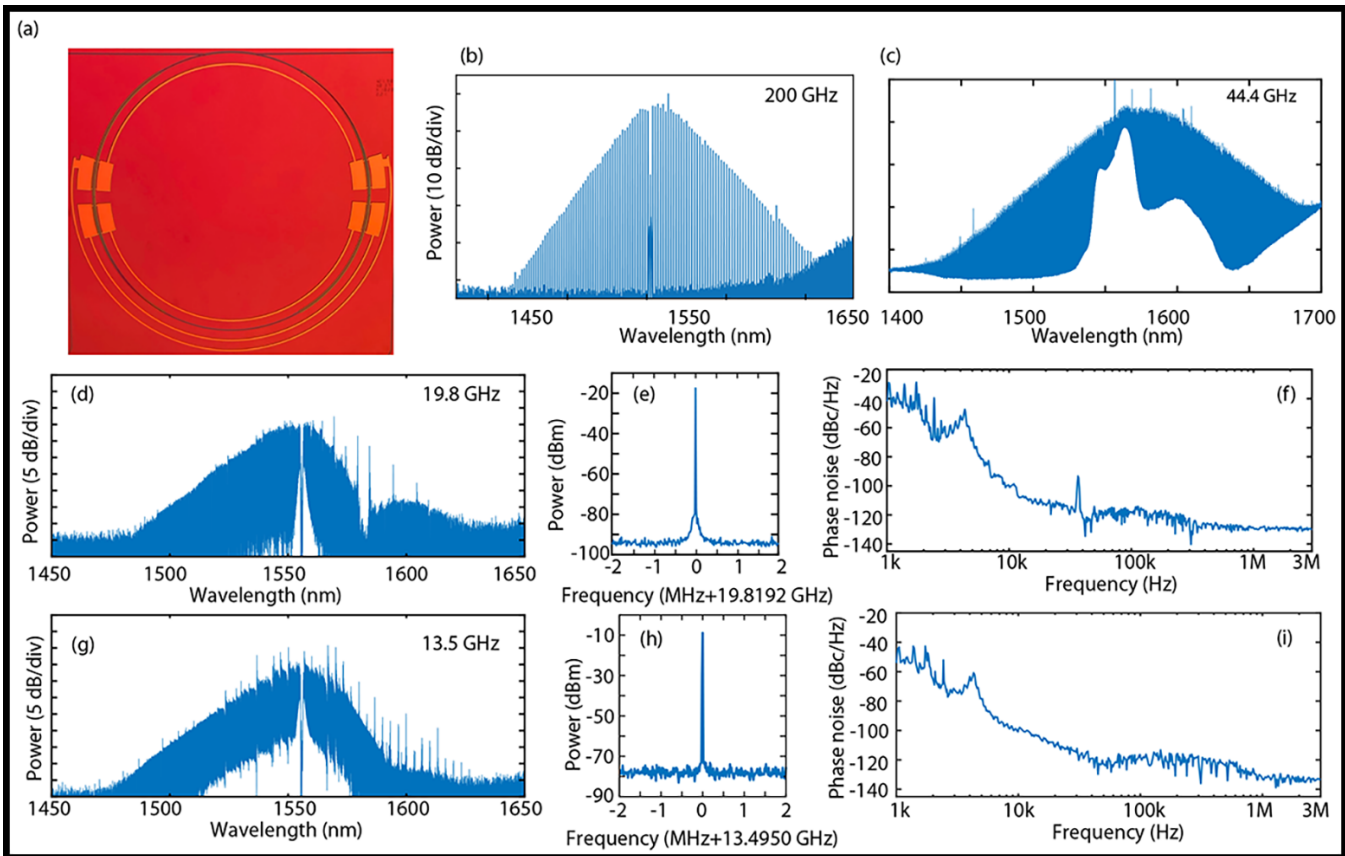 (a)
(b)
200 GHz
Power (10 dB/div)
1450 1550 1650
Wavelength (nm)
(c)
44.4 GHz
1400 1500 1600 1700
Wavelength (nm)
(d)
19.8 GHz
Power (5 dB/div)
1450 1500 1550 1600 1650
Wavelength (nm)
(e)
Power (dBm)
-20
-40
-60
-80
-100
-2 -1 0 1 2
Frequency (MHz+19.8192 GHz)
(f)
Phase noise (dBc/Hz)
-20
-40
-60
-80
-100
-120
-140
1k 10k 100k 1M 3M
Frequency (Hz)
(g)
13.5 GHz
Power (5 dB/div)
1450 1500 1550 1600 1650
Wavelength (nm)
(h)
Power (dBm)
-10
-30
-50
-70
-90
-2 -1 0 1 2
Frequency (MHz+13.4950 GHz)
(i)
Phase noise (dBc/Hz)
-20
-40
-60
-80
-100
-120
-140
1k 10k 100k 1M 3M
Frequency (Hz)